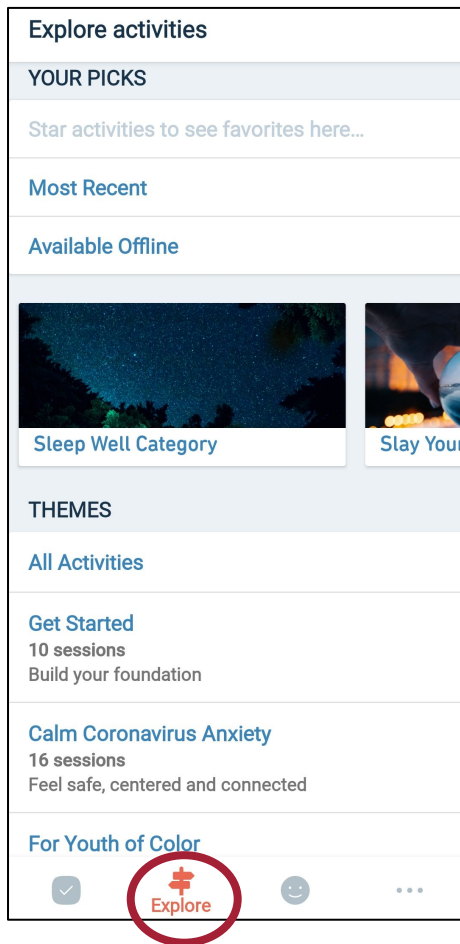 Explore activities
YOUR PICKS
Star activities to see favorites here...
Most Recent
Available Offline
Sleep Well Category
Slay Your
THEMES
All Activities
Get Started
10 sessions
Build your foundation
Calm Coronavirus Anxiety
16 sessions
Feel safe, centered and connected
For Youth of Color
Explore